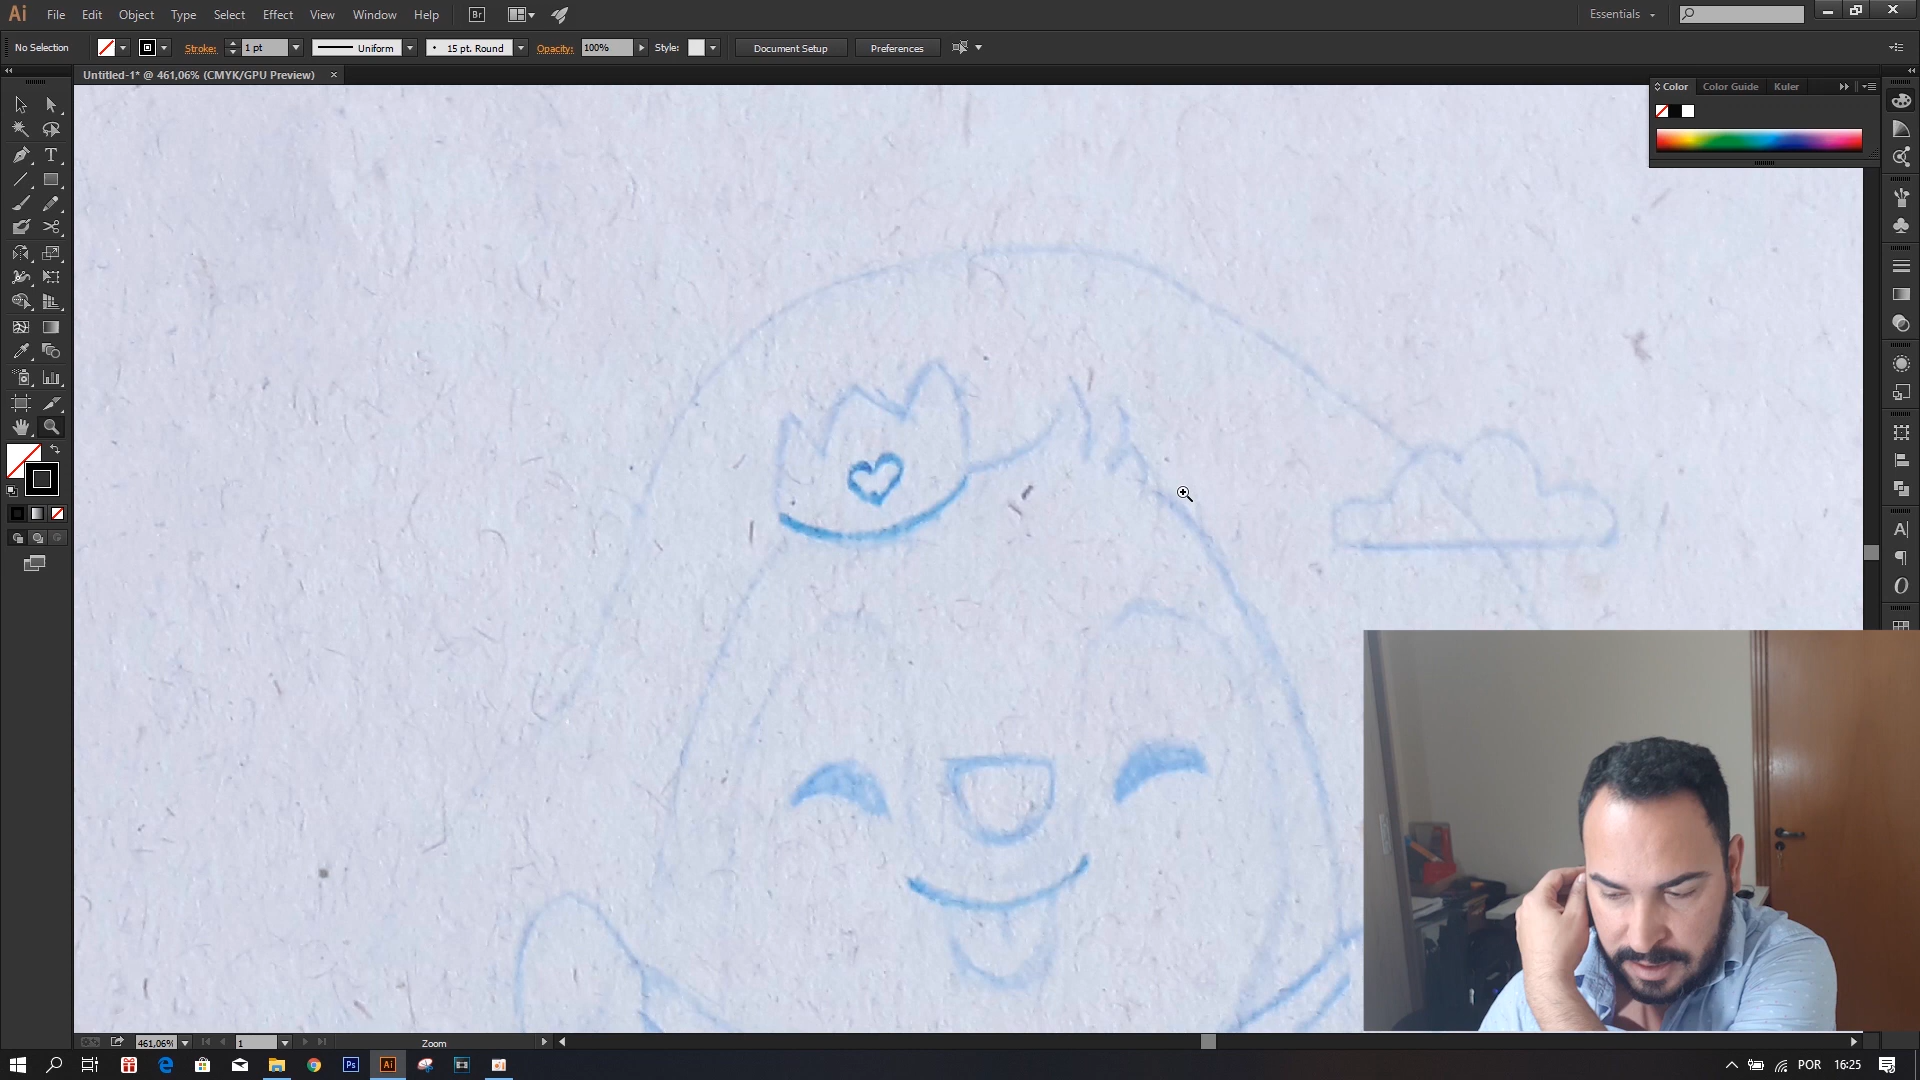 Ai File Edit Object Type Select Effect View Window Help Br Essentials
No Selection Stroke: 1 pt Uniform 15 pt. Round Opacity: 100% Style: Document Setup Preferences
Untitled-1* @ 461,06% (CMYK/GPU Preview) ×
Color Color Guide Kuler
T
A
O
461,06% 1 Zoom
Ps Ai POR 16:25